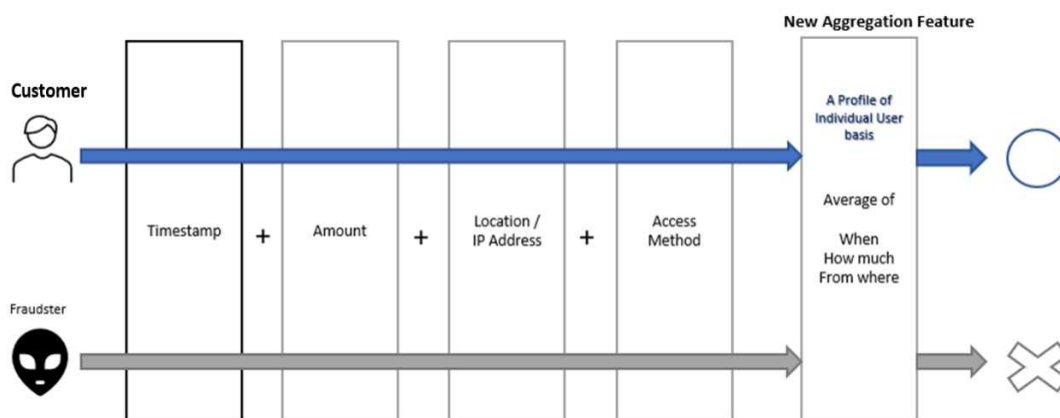 New Aggregation Feature
Customer
A Profile of
Individual User
basis
Timestamp
+
Amount
+
Location /
IP Address
+
Access
Method
Average of
When
How much
From where
Fraudster